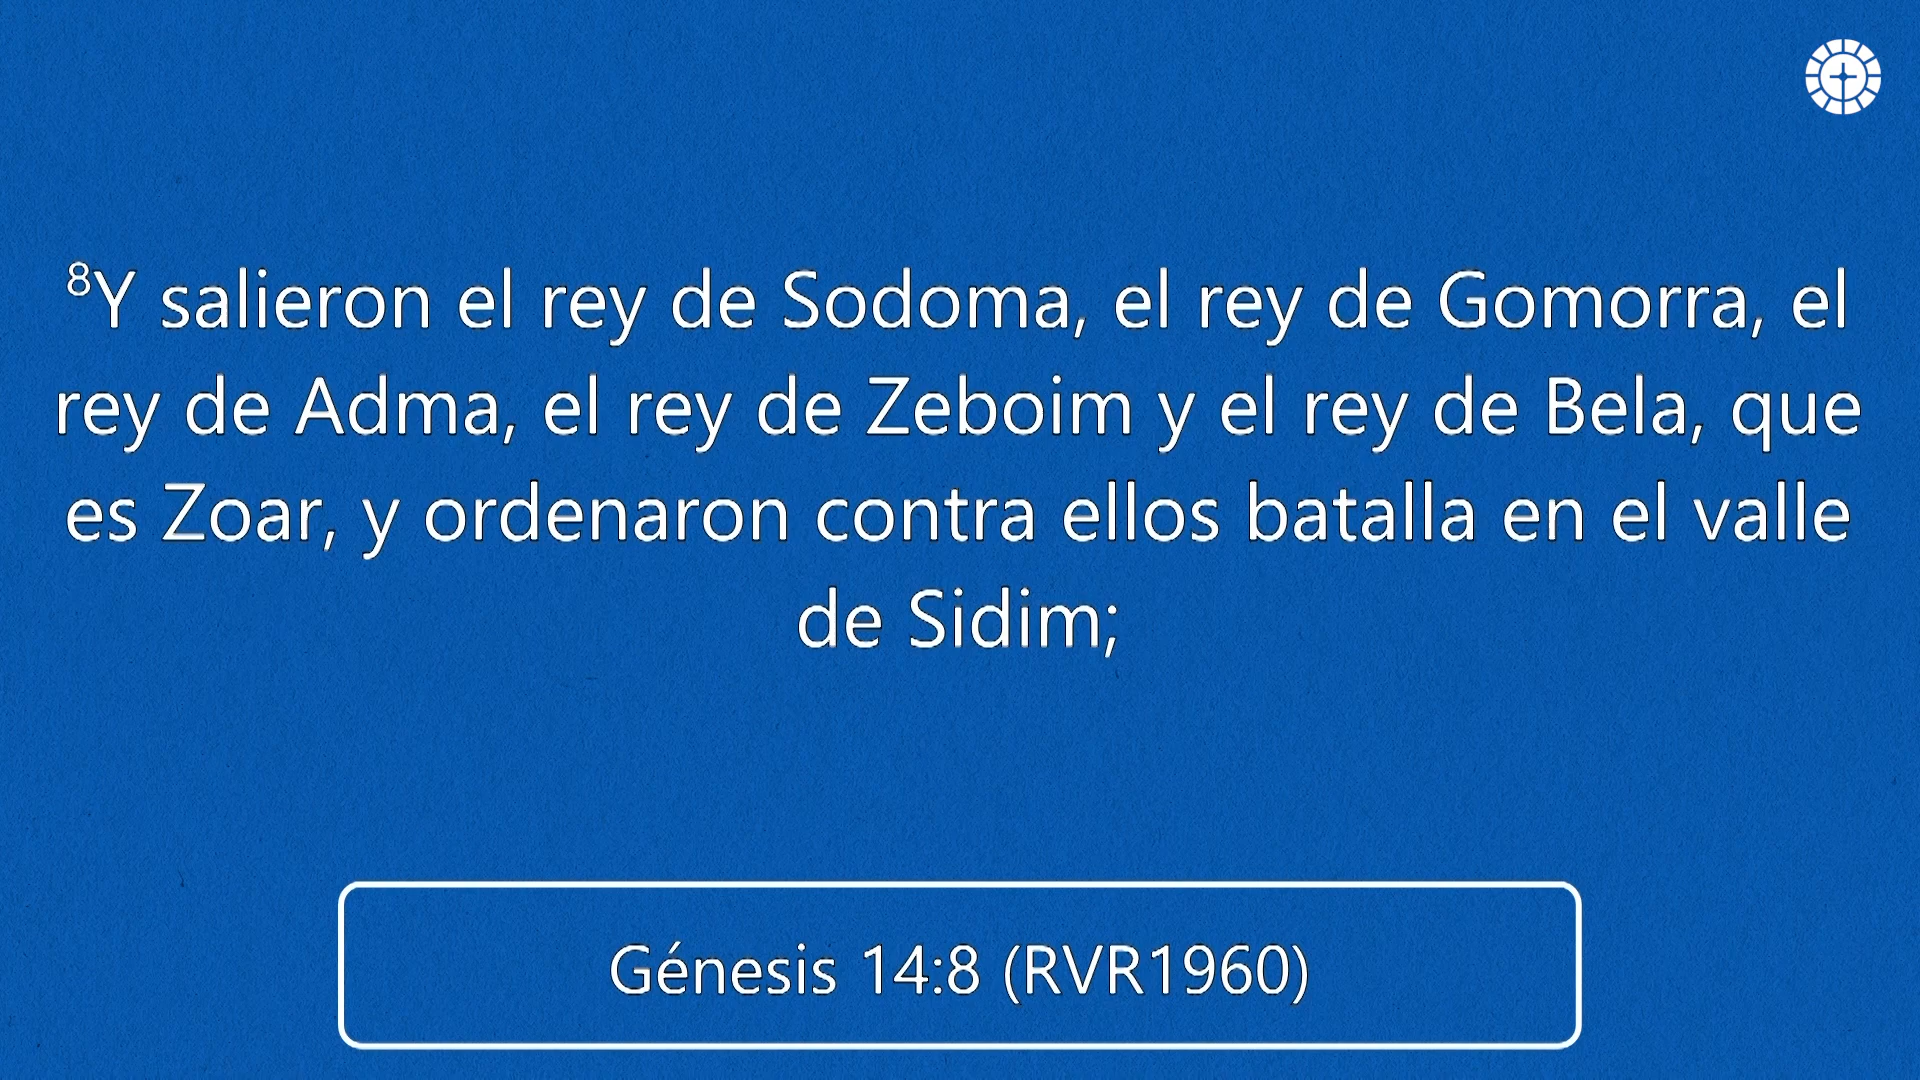 ⁸Y salieron el rey de Sodoma, el rey de Gomorra, el
rey de Adma, el rey de Zeboim y el rey de Bela, que
es Zoar, y ordenaron contra ellos batalla en el valle
de Sidim;
Génesis 14:8 (RVR1960)